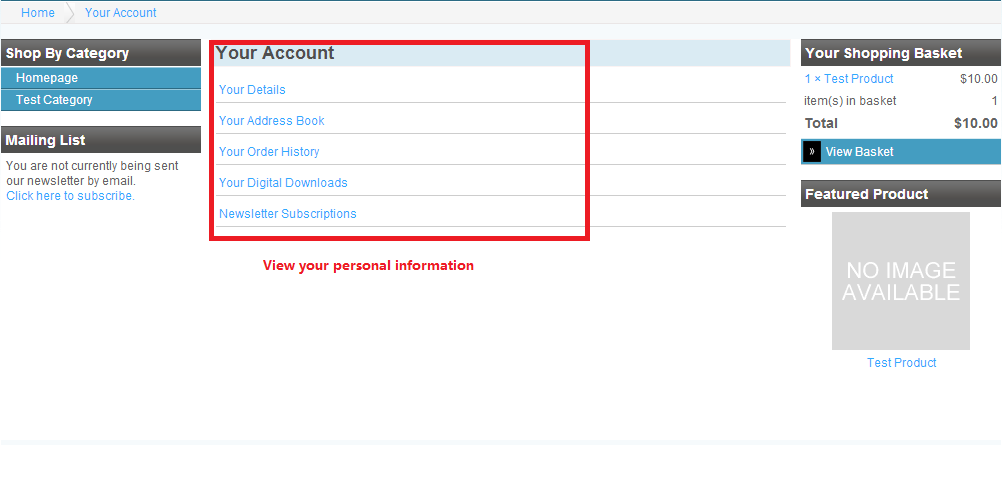 Home
Your Account
Shop By Category
Homepage
Test Category
Mailing List
You are not currently being sent
our newsletter by email.
Click here to subscribe.
Your Account
Your Details
Your Address Book
Your Order History
Your Digital Downloads
Newsletter Subscriptions
View your personal information
Your Shopping Basket
1 × Test Product $10.00
item(s) in basket 1
Total $10.00
» View Basket
Featured Product
NO IMAGE
AVAILABLE
Test Product